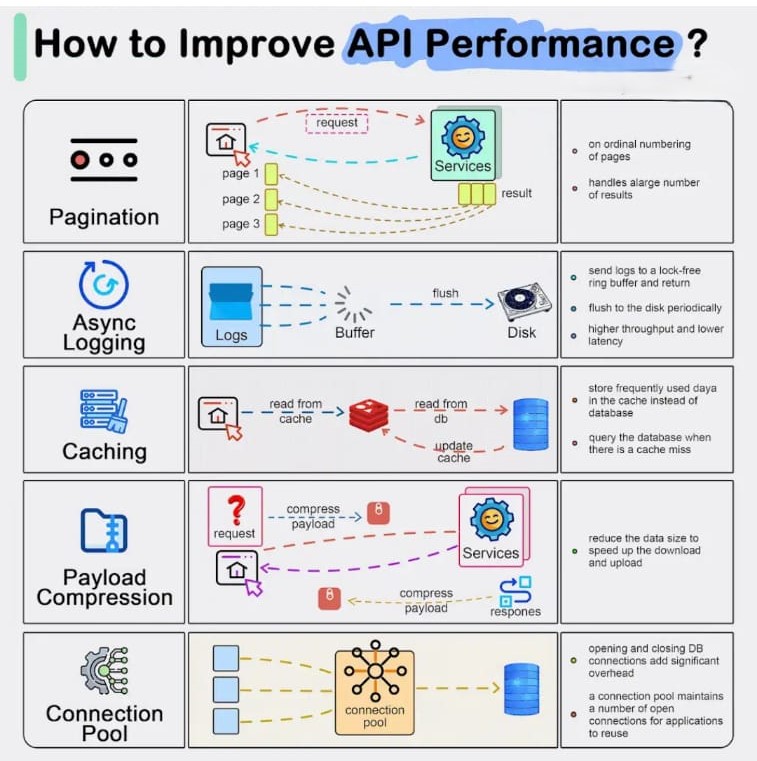 How to Improve API Performance ?
Pagination
request
Services
page 1
page 2
page 3
result
on ordinal numbering
of pages
handles alarge number
of results
Async
Logging
Logs
Buffer
flush
Disk
send logs to a lock-free
ring buffer and return
flush to the disk periodically
higher throughput and lower
latency
Caching
read from
cache
read from
db
update
cache
store frequently used daya
in the cache instead of
database
query the database when
there is a cache miss
Payload
Compression
?
request
compress
payload
Services
compress
payload
respones
reduce the data size to
speed up the download
and upload
Connection
Pool
connection
pool
opening and closing DB
connections add significant
overhead
a connection pool maintains
a number of open
connections for applications
to reuse